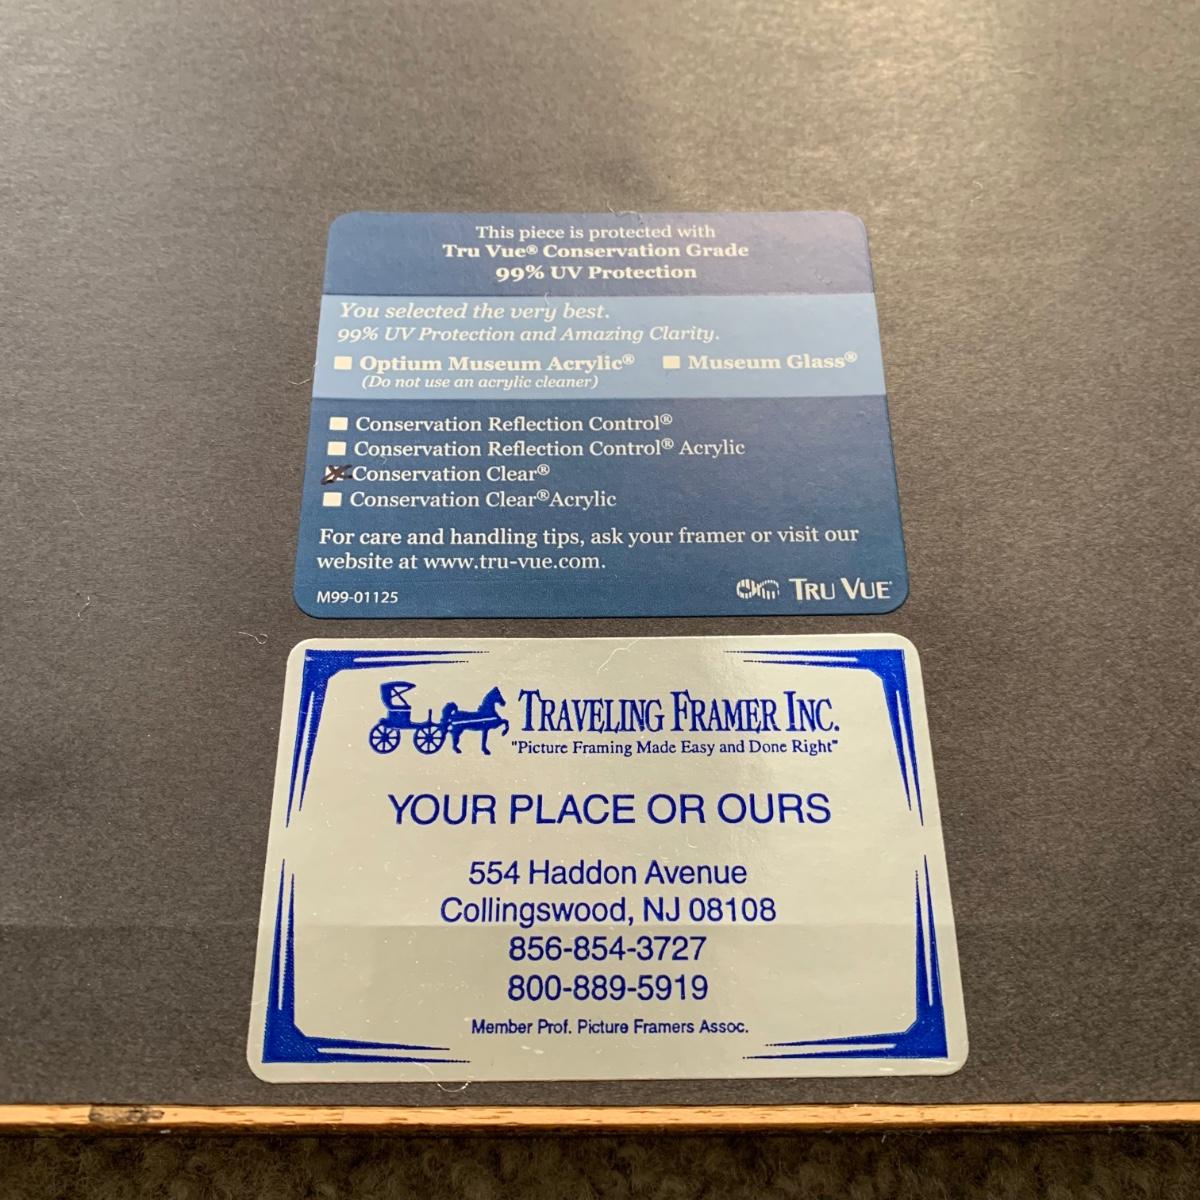 This piece is protected with
Tru Vue® Conservation Grade
99% UV Protection
You selected the very best.
99% UV Protection and Amazing Clarity.
Optium Museum Acrylic® Museum Glass®
(Do not use an acrylic cleaner)
Conservation Reflection Control®
Conservation Reflection Control® Acrylic
Conservation Clear®
Conservation Clear®Acrylic
For care and handling tips, ask your framer or visit our
website at www.tru-vue.com.
M99-01125 TRU VUE®
TRAVELING FRAMER INC.
"Picture Framing Made Easy and Done Right"
YOUR PLACE OR OURS
554 Haddon Avenue
Collingswood, NJ 08108
856-854-3727
800-889-5919
Member Prof. Picture Framers Assoc.